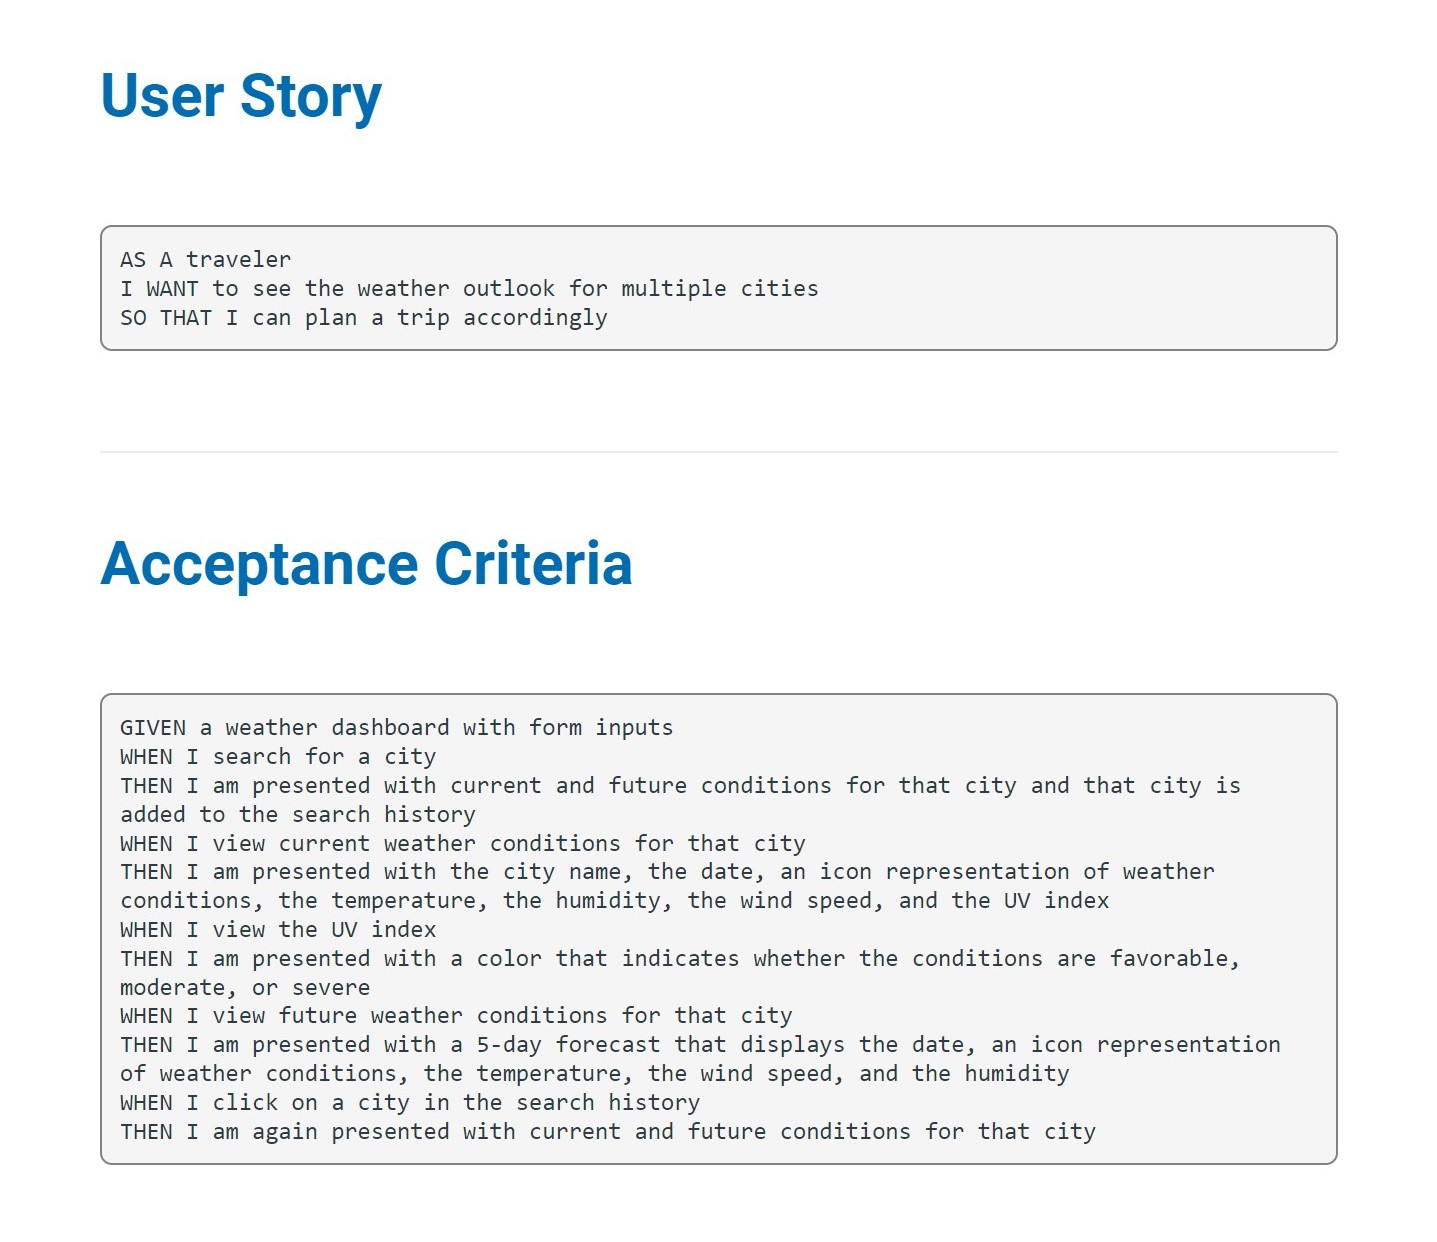 User Story
AS A traveler
I WANT to see the weather outlook for multiple cities
SO THAT I can plan a trip accordingly
Acceptance Criteria
GIVEN a weather dashboard with form inputs
WHEN I search for a city
THEN I am presented with current and future conditions for that city and that city is
added to the search history
WHEN I view current weather conditions for that city
THEN I am presented with the city name, the date, an icon representation of weather
conditions, the temperature, the humidity, the wind speed, and the UV index
WHEN I view the UV index
THEN I am presented with a color that indicates whether the conditions are favorable,
moderate, or severe
WHEN I view future weather conditions for that city
THEN I am presented with a 5-day forecast that displays the date, an icon representation
of weather conditions, the temperature, the wind speed, and the humidity
WHEN I click on a city in the search history
THEN I am again presented with current and future conditions for that city